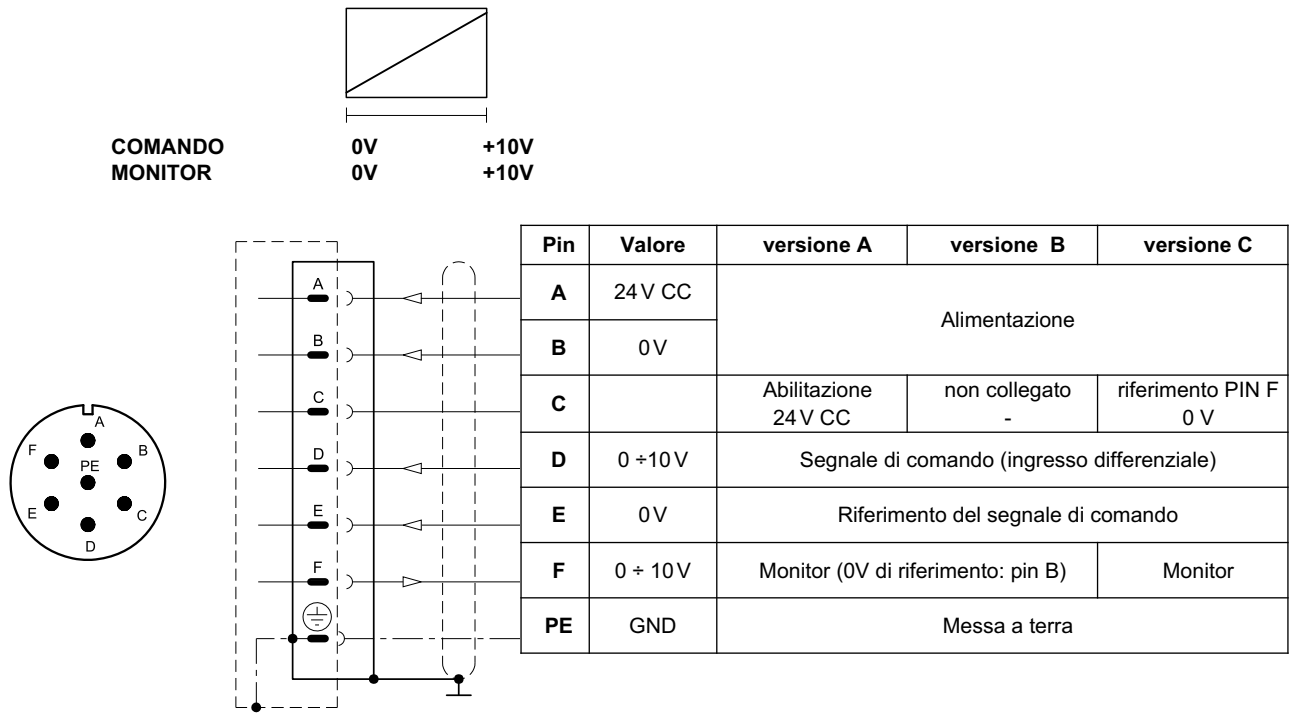 COMANDO 0V +10V
MONITOR 0V +10V
Pin Valore versione A versione B versione C
A 24 V CC Alimentazione
B 0 V
C Abilitazione 24 V CC non collegato - riferimento PIN F 0 V
D 0 ÷10 V Segnale di comando (ingresso differenziale)
E 0 V Riferimento del segnale di comando
F 0 ÷ 10 V Monitor (0V di riferimento: pin B) Monitor
PE GND Messa a terra
A
B
C
D
E
F
A
F
B
PE
E
C
D